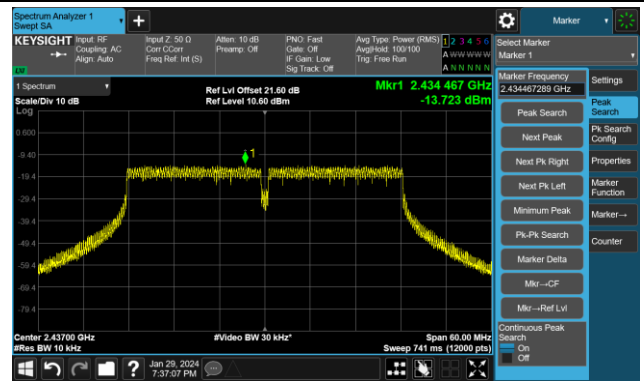 Spectrum Analyzer 1
Swept SA
+
Marker
KEYSIGHT
Input: RF
Coupling: AC
Align: Auto
Input Z: 50 Ω
Corr CCorr
Freq Ref: Int (S)
Atten: 10 dB
Preamp: Off
PNO: Fast
Gate: Off
IF Gain: Low
Sig Track: Off
Avg Type: Power (RMS)
Avg|Hold: 100/100
Trig: Free Run
1 2 3 4 5 6
A W W W W W
A N N N N N
LW
Select Marker
Marker 1
1 Spectrum
Scale/Div 10 dB
Log
Ref Lvl Offset 21.60 dB
Ref Level 10.60 dBm
Mkr1 2.434 467 GHz
-13.723 dBm
0.600
-9.40
-19.4
-29.4
-39.4
-49.4
-59.4
-69.4
-79.4
1
Center 2.43700 GHz
#Res BW 10 kHz
#Video BW 30 kHz*
Span 60.00 MHz
Sweep 741 ms (12000 pts)
Marker Frequency
2.434467289 GHz
Peak Search
Next Peak
Next Pk Right
Next Pk Left
Minimum Peak
Pk-Pk Search
Marker Delta
Mkr→CF
Mkr→Ref Lvl
Continuous Peak
Search
On
Off
Settings
Peak
Search
Pk Search
Config
Properties
Marker
Function
Marker→
Counter
?
Jan 29, 2024
7:37:07 PM